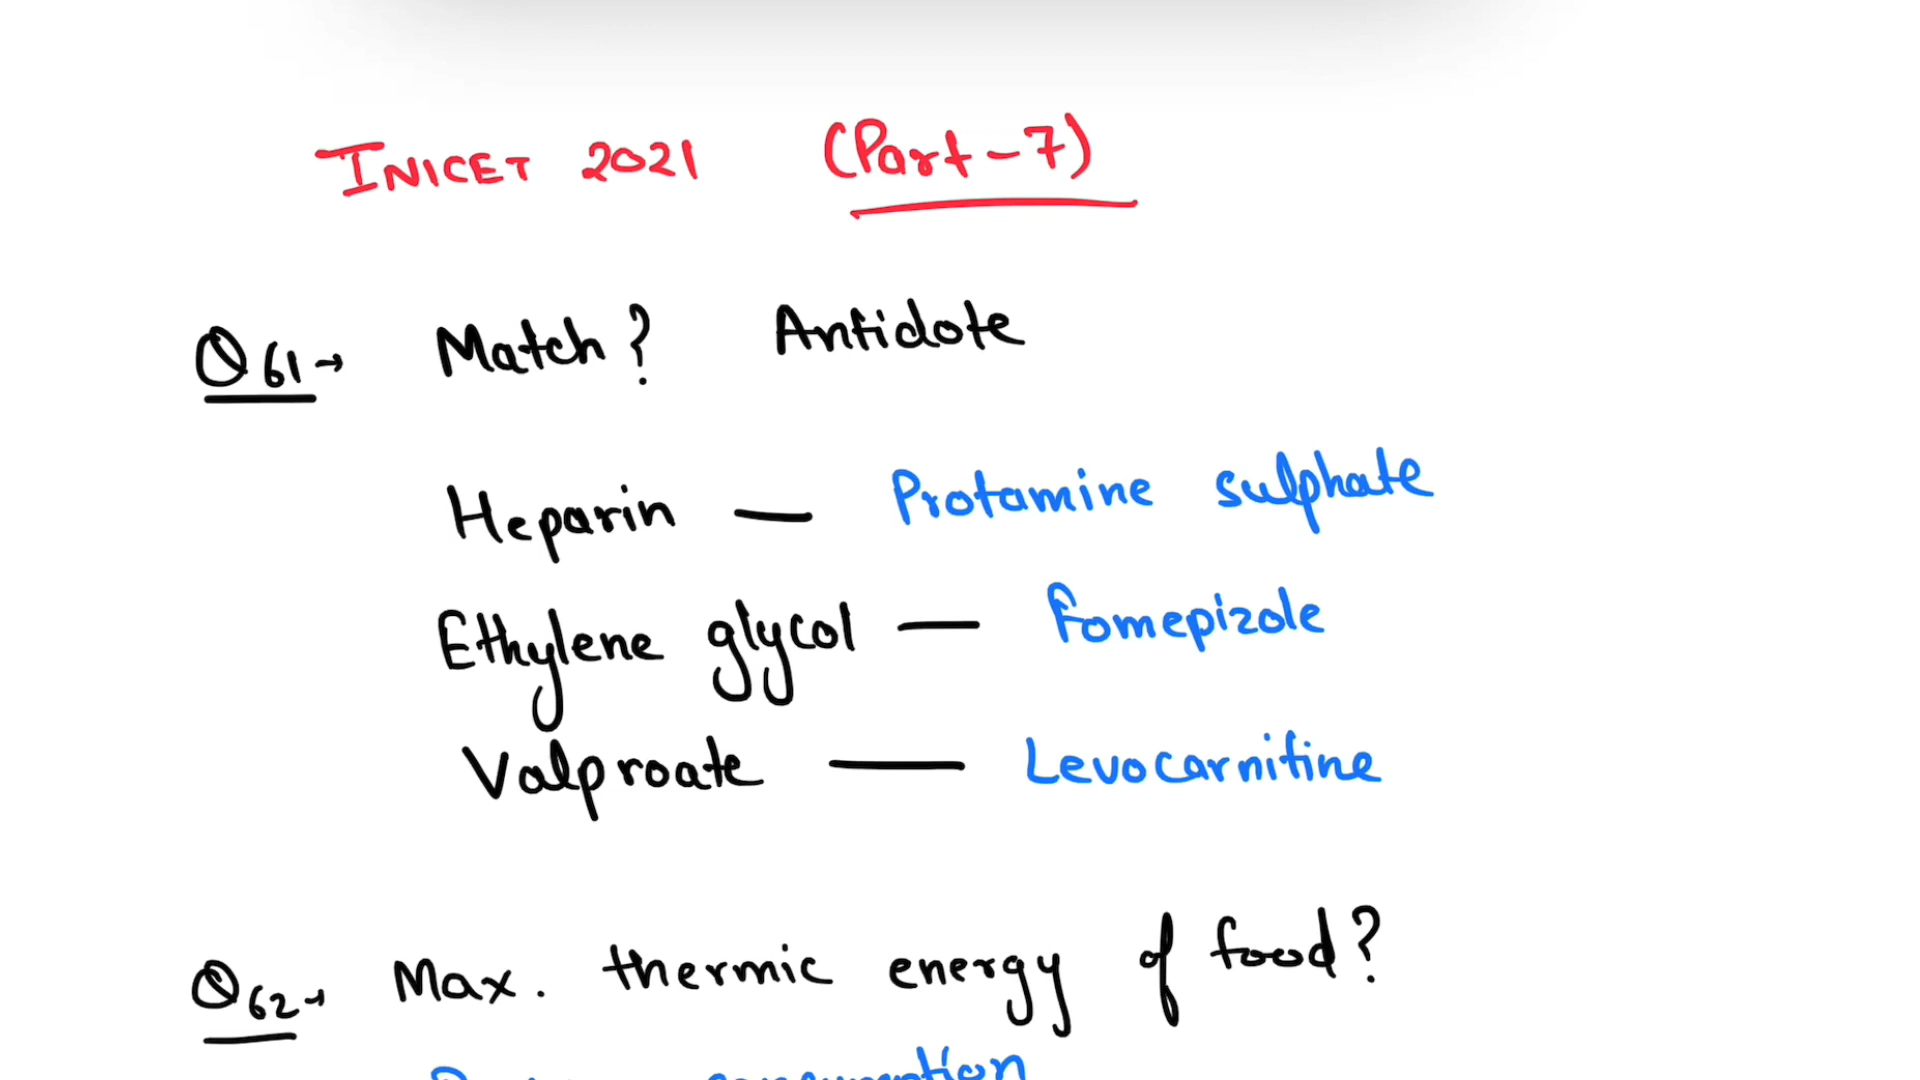 INICET 2021 (Part-7)
Q61→ Match? Antidote
Heparin — Protamine sulphate
Ethylene glycol — Fomepizole
Valproate — Levocarnitine
Q62→ Max. thermic energy of food?